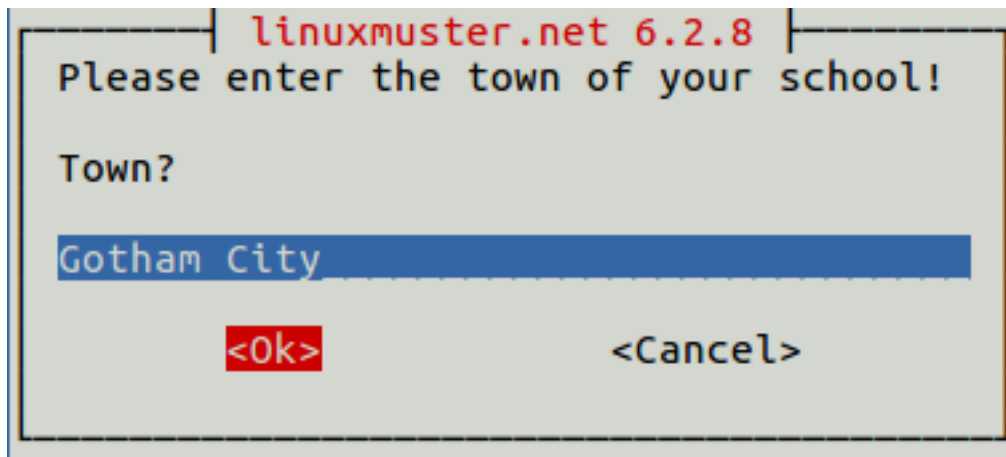 linuxmuster.net 6.2.8
Please enter the town of your school!
Town?
Gotham City
<Ok> <Cancel>